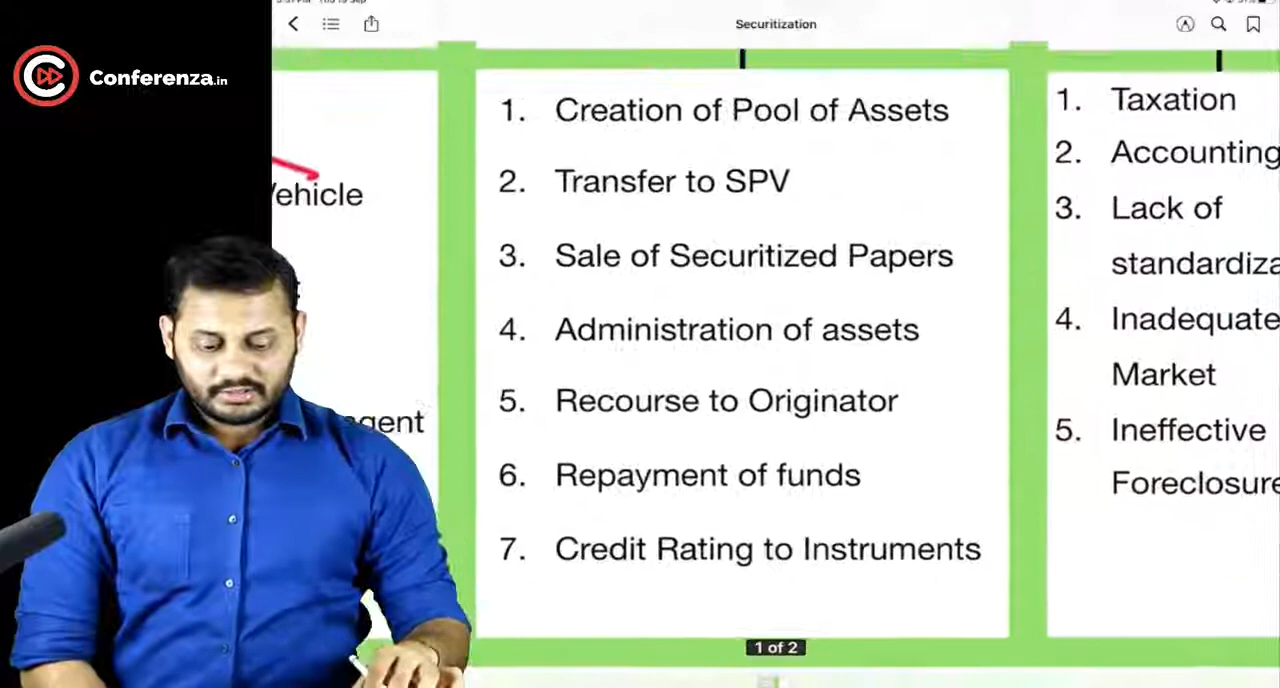 Securitization
Conferenza.in
Vehicle
gent
1. Creation of Pool of Assets
2. Transfer to SPV
3. Sale of Securitized Papers
4. Administration of assets
5. Recourse to Originator
6. Repayment of funds
7. Credit Rating to Instruments
1. Taxation
2. Accounting
3. Lack of
standardiza
4. Inadequate
Market
5. Ineffective
Foreclosure
1 of 2